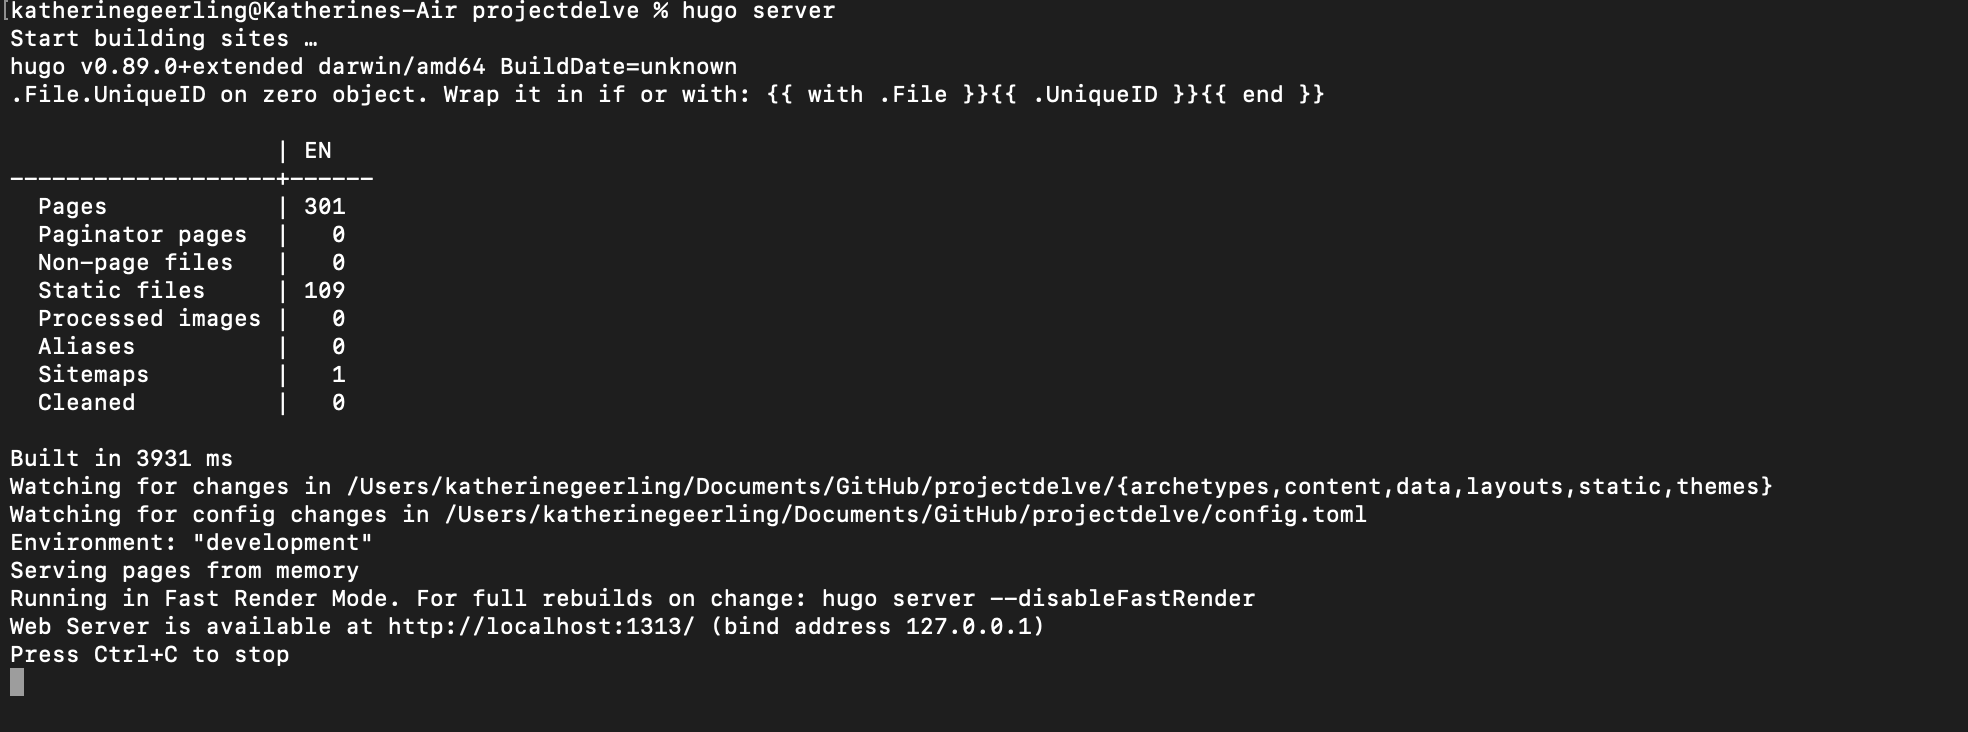 [katherinegeerling@Katherines-Air projectdelve % hugo server
Start building sites …
hugo v0.89.0+extended darwin/amd64 BuildDate=unknown
.File.UniqueID on zero object. Wrap it in if or with: {{ with .File }}{{ .UniqueID }}{{ end }}
                   | EN
-------------------+------
  Pages            | 301
  Paginator pages  |   0
  Non-page files   |   0
  Static files     | 109
  Processed images |   0
  Aliases          |   0
  Sitemaps         |   1
  Cleaned          |   0
Built in 3931 ms
Watching for changes in /Users/katherinegeerling/Documents/GitHub/projectdelve/{archetypes,content,data,layouts,static,themes}
Watching for config changes in /Users/katherinegeerling/Documents/GitHub/projectdelve/config.toml
Environment: "development"
Serving pages from memory
Running in Fast Render Mode. For full rebuilds on change: hugo server --disableFastRender
Web Server is available at http://localhost:1313/ (bind address 127.0.0.1)
Press Ctrl+C to stop